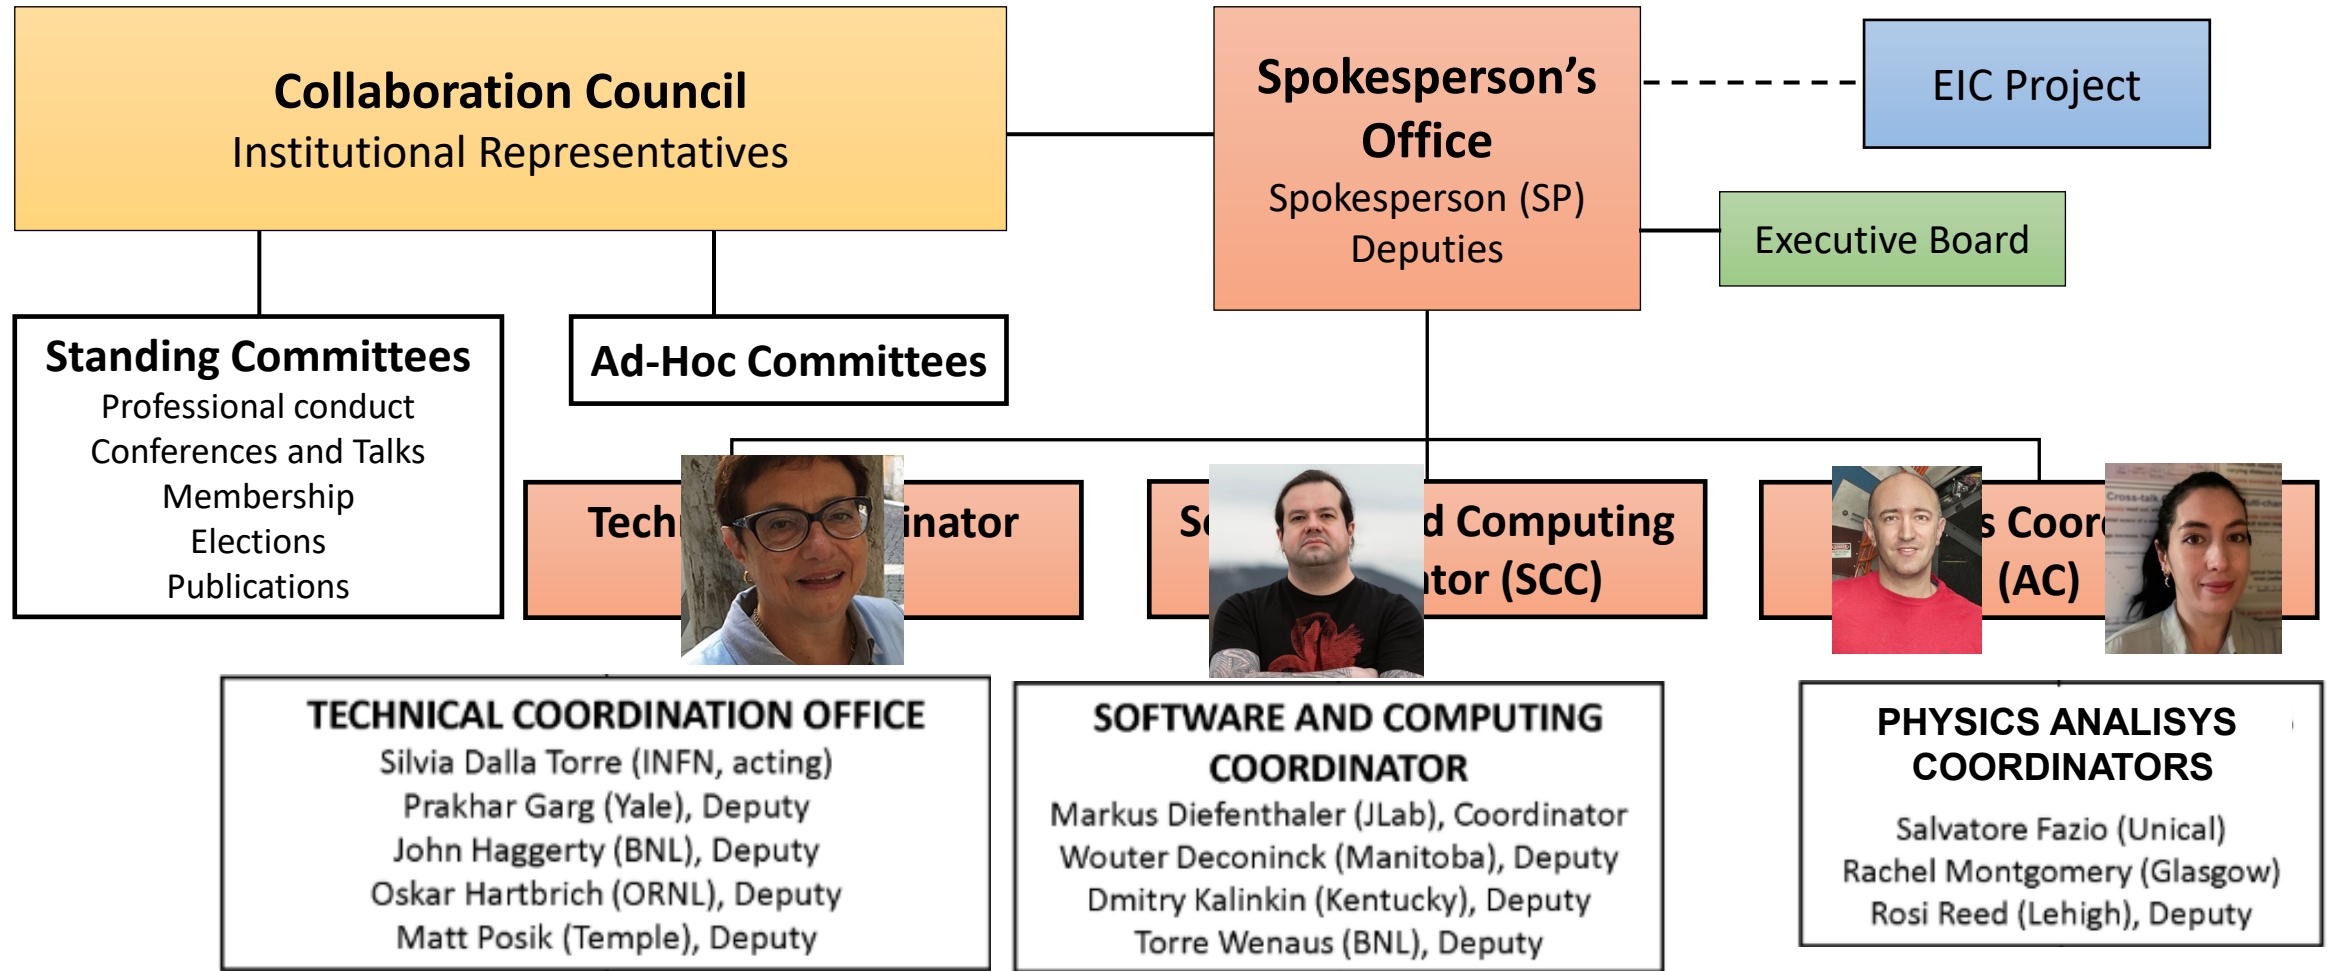 Collaboration Council
Institutional Representatives
Spokesperson’s
Office
Spokesperson (SP)
Deputies
EIC Project
Executive Board
Standing Committees
Professional conduct
Conferences and Talks
Membership
Elections
Publications
Ad-Hoc Committees
Tech inator
S d Computing
tor (SCC)
s Coor
(AC)
Cross-talk
TECHNICAL COORDINATION OFFICE
Silvia Dalla Torre (INFN, acting)
Prakhar Garg (Yale), Deputy
John Haggerty (BNL), Deputy
Oskar Hartbrich (ORNL), Deputy
Matt Posik (Temple), Deputy
SOFTWARE AND COMPUTING
COORDINATOR
Markus Diefenthaler (JLab), Coordinator
Wouter Deconinck (Manitoba), Deputy
Dmitry Kalinkin (Kentucky), Deputy
Torre Wenaus (BNL), Deputy
PHYSICS ANALISYS
COORDINATORS
Salvatore Fazio (Unical)
Rachel Montgomery (Glasgow)
Rosi Reed (Lehigh), Deputy